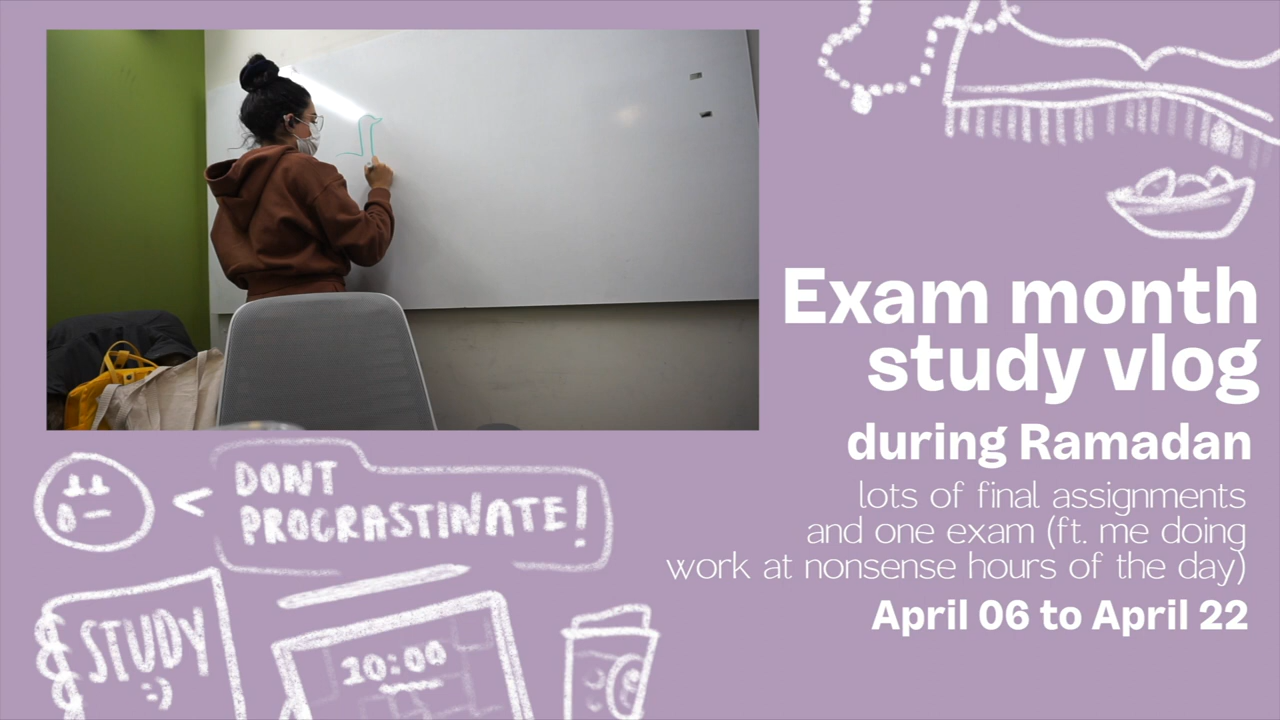 Exam month
study vlog
during Ramadan
lots of final assignments
and one exam (ft. me doing
work at nonsense hours of the day)
April 06 to April 22
DONT
PROCRASTINATE!
STUDY
:)
20:00